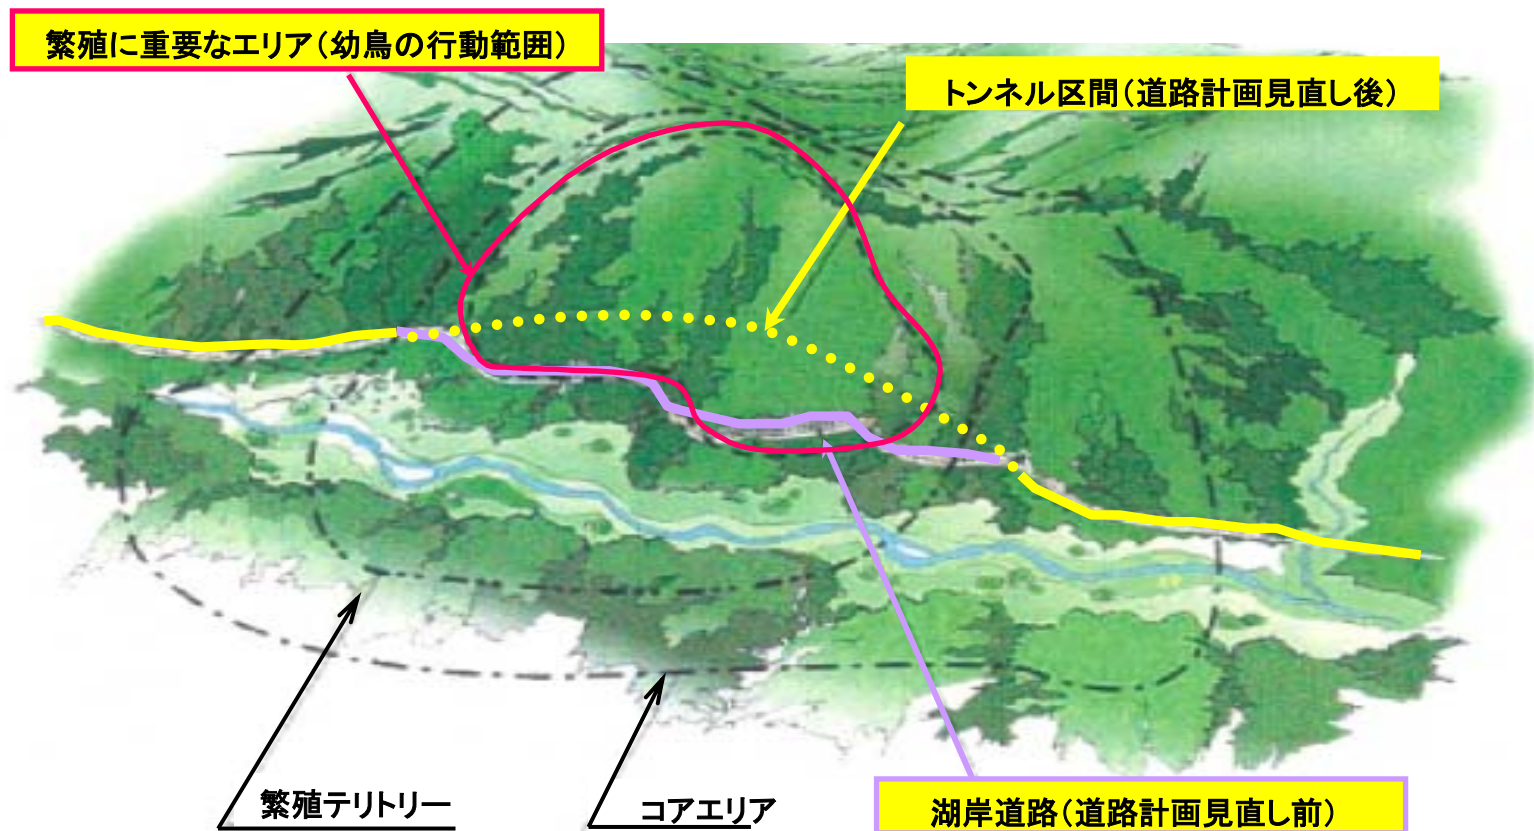 繁殖に重要なエリア（幼鳥の行動範囲）
トンネル区間（道路計画見直し後）
繁殖テリトリー
コアエリア
湖岸道路（道路計画見直し前）